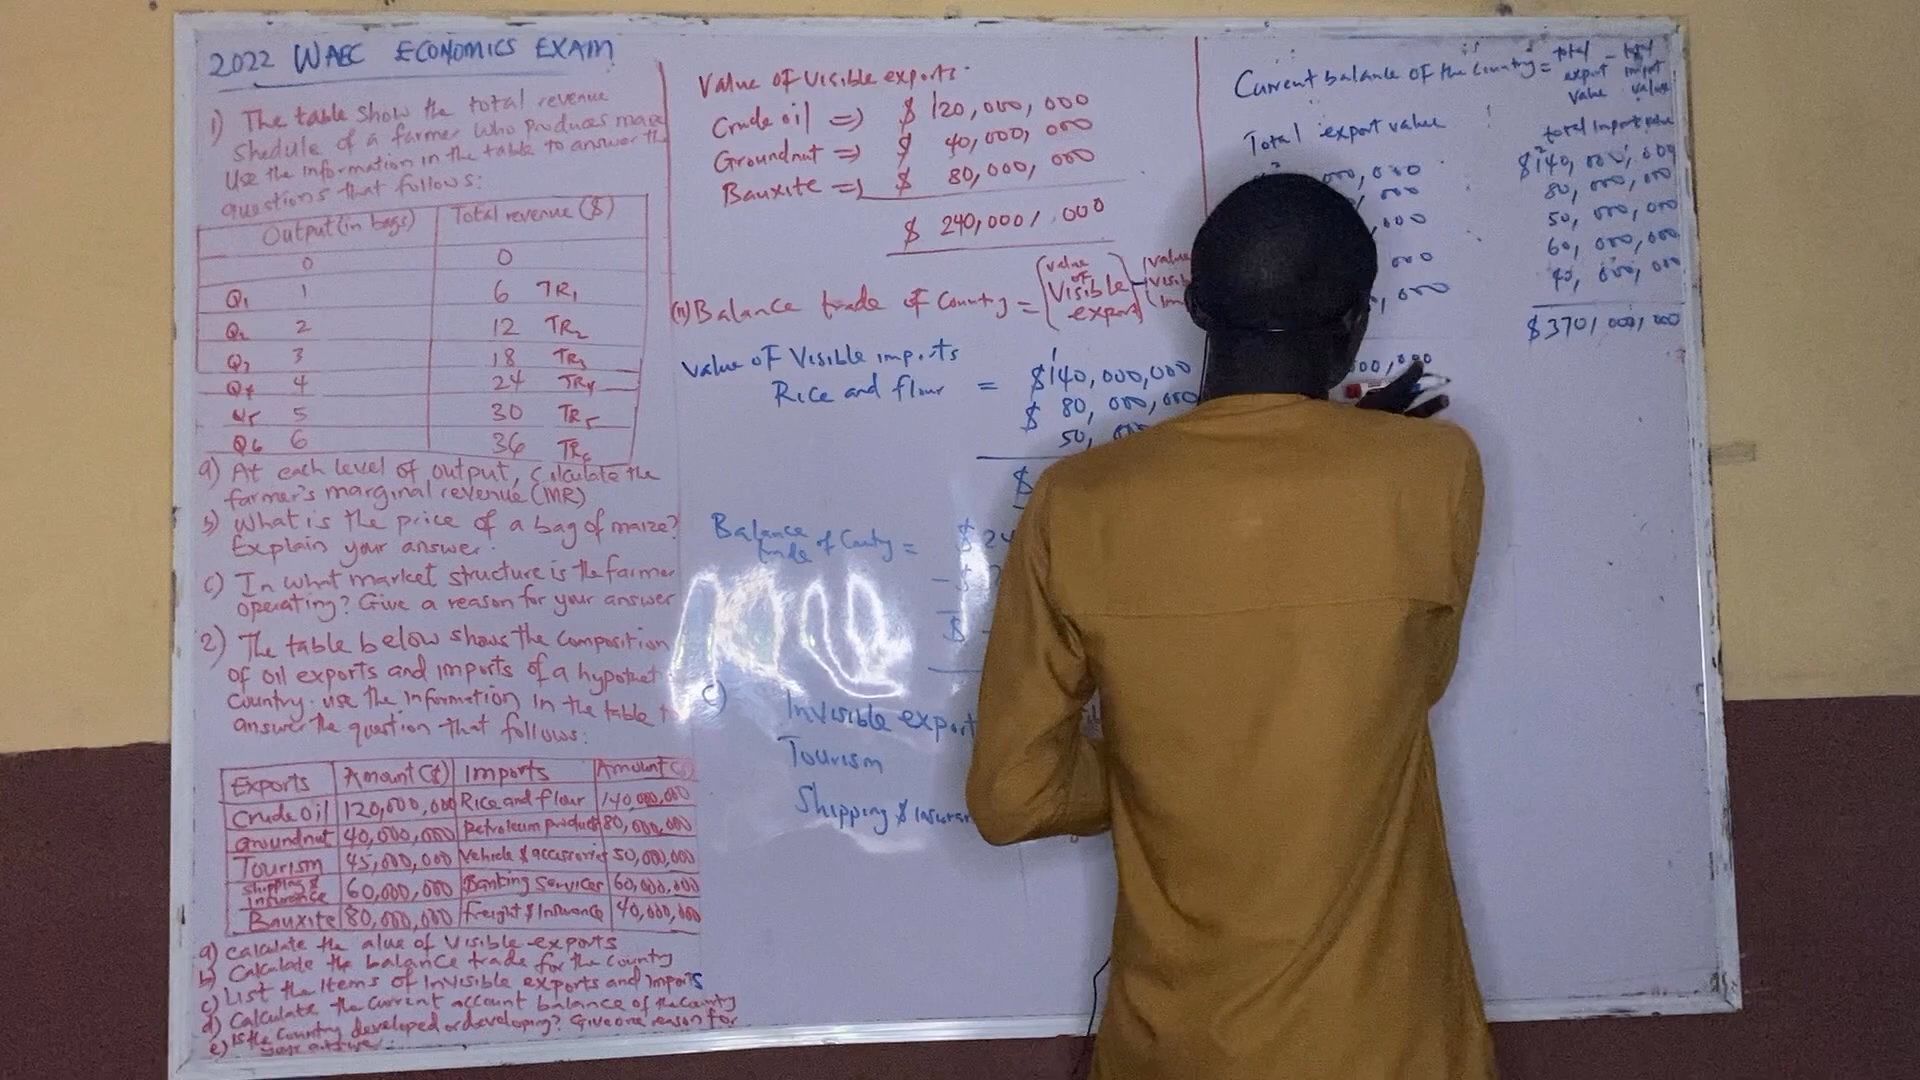 2022 WAEC ECONOMICS EXAM
1) The table show the total revenue
Shedule of a farmer who produces maize
Use the information in the table to answer the
questions that follows:
Output (in bags) Total revenue ($)
0 0
Q1 1 6 TR1
Q2 2 12 TR2
Q3 3 18 TR3
Q4 4 24 TR4
Q5 5 30 TR5
Q6 6 36 TR6
a) At each level of output, calculate the
farmer's marginal revenue (MR)
b) What is the price of a bag of maize?
Explain your answer.
c) In what market structure is the farmer
operating? Give a reason for your answer
2) The table below shows the composition
of oil exports and imports of a hypothet
Country. use the information in the table t
answer the question that follows:
Exports Amount ($) Imports Amount ($)
Crude oil 120,000,000 Rice and flour 140,000,000
Groundnut 40,000,000 petroleum product 80,000,000
Tourism 45,000,000 Vehicle & accessories 50,000,000
Shipping & insurance 60,000,000 Banking services 60,000,000
Bauxite 80,000,000 freight & Insurance 40,000,000
a) Calculate the alue of Visible exports
b) Calculate the balance trade for the country
c) List the Items of Invisible exports and imports
d) Calculate the current account balance of the country
e) Is the country developed or developing? Give one reason for
your answer.
Value of Visible exports.
Crude oil => $ 120,000,000
Groundnut => $ 40,000,000
Bauxite => $ 80,000,000
$ 240,000,000
(ii) Balance trade of country = (value of Visible export) - (value visib
Value of Visible imports
Rice and flour = $140,000,000
$ 80,000,000
50,
$
Balance trade of Country = $ 24
- $
$ -
c) Invisible export
Tourism
Shipping & insuran
Current balance of the country is = total export value - total import value
Total export value total import value
000,000 $140,000,000
000 80,000,000
000 50,000,000
000 60,000,000
000 40,000,000
000,000 $370,000,000